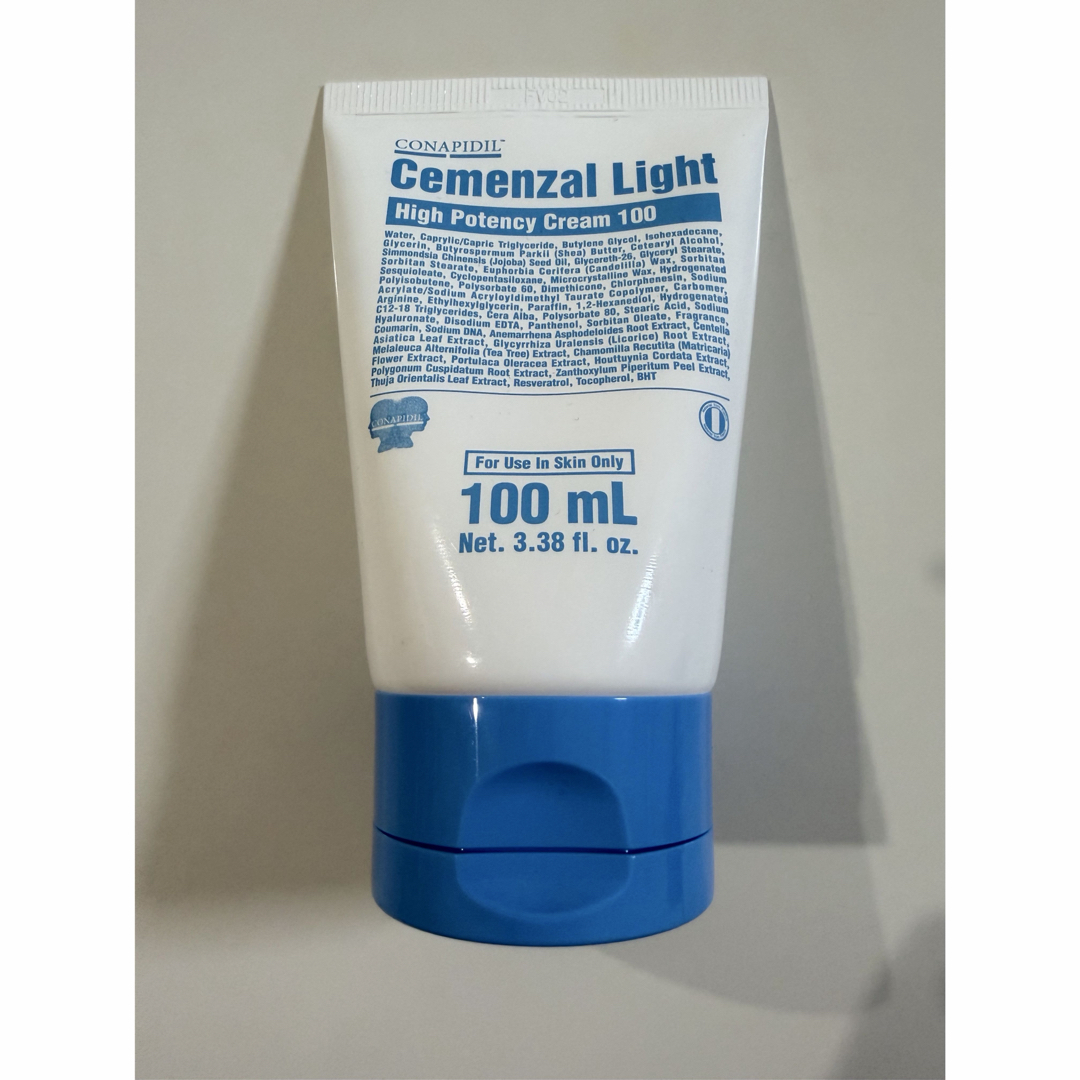 CONAPIDIL™
Cemenzal Light
High Potency Cream 100
Water, Caprylic/Capric Triglyceride, Butylene Glycol, Isohexadecane,
Glycerin, Butyrospermum Parkii (Shea) Butter, Cetearyl Alcohol,
Simmondsia Chinensis (Jojoba) Seed Oil, Glycereth-26, Glyceryl Stearate,
Sorbitan Stearate, Euphorbia Cerifera (Candelilla) Wax, Sorbitan
Sesquioleate, Cyclopentasiloxane, Microcrystalline Wax, Hydrogenated
Polyisobutene, Polysorbate 60, Dimethicone, Chlorphenesin, Sodium
Acrylate/Sodium Acryloyldimethyl Taurate Copolymer, Carbomer,
Arginine, Ethylhexylglycerin, Paraffin, 1,2-Hexanediol, Hydrogenated
C12-18 Triglycerides, Cera Alba, Polysorbate 80, Stearic Acid, Sodium
Hyaluronate, Disodium EDTA, Panthenol, Sorbitan Oleate, Fragrance,
Coumarin, Sodium DNA, Anemarrhena Asphodeloides Root Extract, Centella
Asiatica Leaf Extract, Glycyrrhiza Uralensis (Licorice) Root Extract,
Melaleuca Alternifolia (Tea Tree) Extract, Chamomilla Recutita (Matricaria)
Flower Extract, Portulaca Oleracea Extract, Houttuynia Cordata Extract,
Polygonum Cuspidatum Root Extract, Zanthoxylum Piperitum Peel Extract,
Thuja Orientalis Leaf Extract, Resveratrol, Tocopherol, BHT
CONAPIDIL
For Use In Skin Only
100 mL
Net. 3.38 fl. oz.